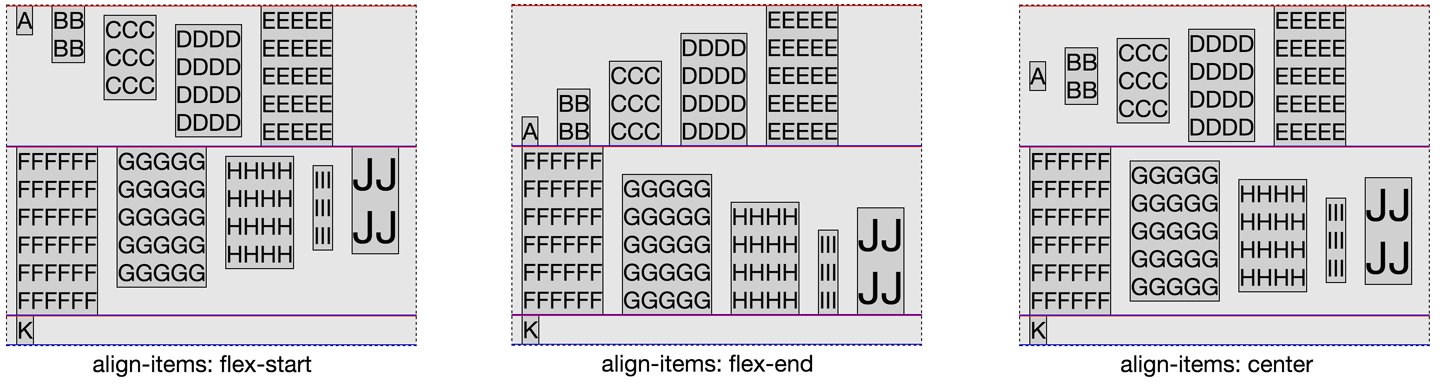 A
BB
BB
CCC
CCC
CCC
DDDD
DDDD
DDDD
DDDD
EEEEE
EEEEE
EEEEE
EEEEE
EEEEE
FFFFFF
FFFFFF
FFFFFF
FFFFFF
FFFFFF
FFFFFF
GGGGG
GGGGG
GGGGG
GGGGG
GGGGG
HHHH
HHHH
HHHH
HHHH
III
III
III
JJ
JJ
K
align-items: flex-start
A
BB
BB
CCC
CCC
CCC
DDDD
DDDD
DDDD
DDDD
EEEEE
EEEEE
EEEEE
EEEEE
EEEEE
FFFFFF
FFFFFF
FFFFFF
FFFFFF
FFFFFF
FFFFFF
GGGGG
GGGGG
GGGGG
GGGGG
GGGGG
HHHH
HHHH
HHHH
HHHH
III
III
III
JJ
JJ
K
align-items: flex-end
A
BB
BB
CCC
CCC
CCC
DDDD
DDDD
DDDD
DDDD
EEEEE
EEEEE
EEEEE
EEEEE
EEEEE
FFFFFF
FFFFFF
FFFFFF
FFFFFF
FFFFFF
FFFFFF
GGGGG
GGGGG
GGGGG
GGGGG
GGGGG
HHHH
HHHH
HHHH
HHHH
III
III
III
JJ
JJ
K
align-items: center